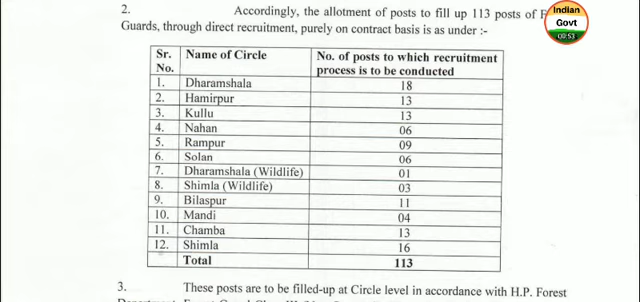 2. Accordingly, the allotment of posts to fill up 113 posts of
Indian
Govt
00:53
Guards, through direct recruitment, purely on contract basis is as under :-
Sr. No. Name of Circle No. of posts to which recruitment process is to be conducted
1. Dharamshala 18
2. Hamirpur 13
3. Kullu 13
4. Nahan 06
5. Rampur 09
6. Solan 06
7. Dharamshala (Wildlife) 01
8. Shimla (Wildlife) 03
9. Bilaspur 11
10. Mandi 04
11. Chamba 13
12. Shimla 16
Total 113
3. These posts are to be filled-up at Circle level in accordance with H.P. Forest